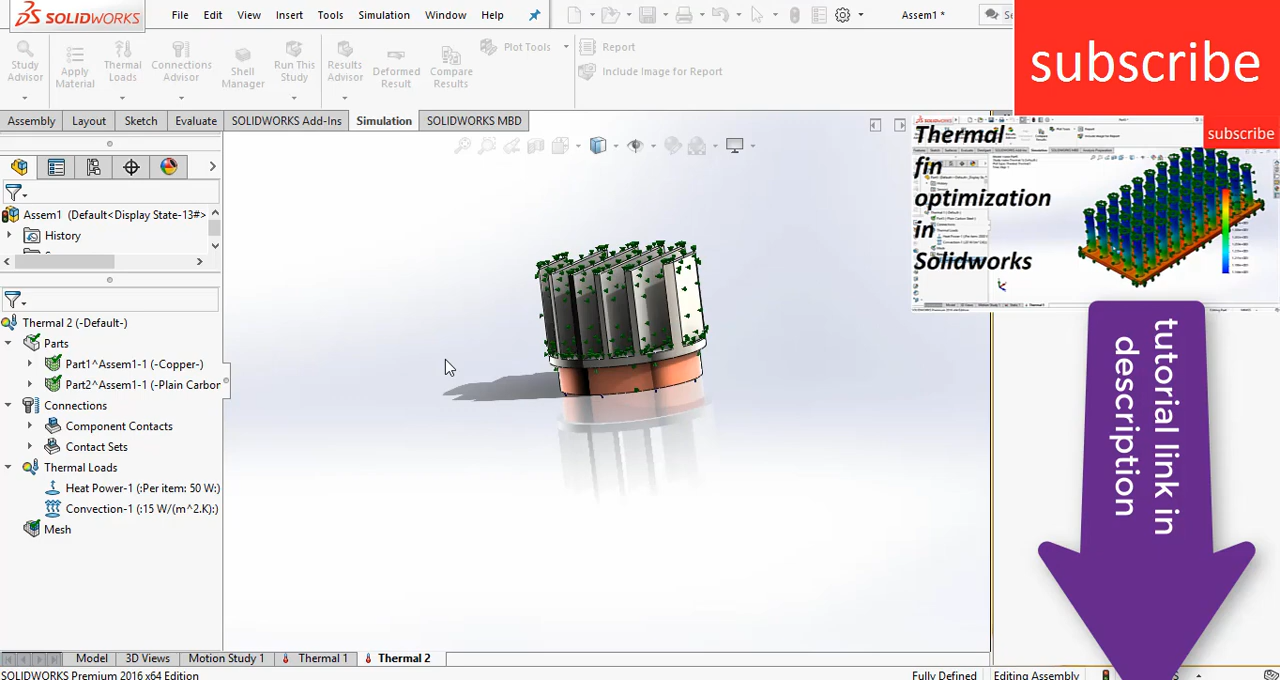 SOLIDWORKS File Edit View Insert Tools Simulation Window Help Assem1 *
Study Advisor
Apply Material
Thermal Loads
Connections Advisor
Shell Manager
Run This Study
Results Advisor
Deformed Result
Compare Results
Plot Tools
Report
Include Image for Report
subscribe
Assembly Layout Sketch Evaluate SOLIDWORKS Add-Ins Simulation SOLIDWORKS MBD
Thermal
fin
optimization
in
Solidworks
subscribe
Assem1 (Default<Display State-13#>
History
Thermal 2 (-Default-)
Parts
Part1^Assem1-1 (-Copper-)
Part2^Assem1-1 (-Plain Carbor
Connections
Component Contacts
Contact Sets
Thermal Loads
Heat Power-1 (:Per item: 50 W:)
Convection-1 (:15 W/(m^2.K):)
Mesh
tutorial link in
description
Model 3D Views Motion Study 1 Thermal 1 Thermal 2
SOLIDWORKS Premium 2016 x64 Edition Fully Defined Editing Assembly